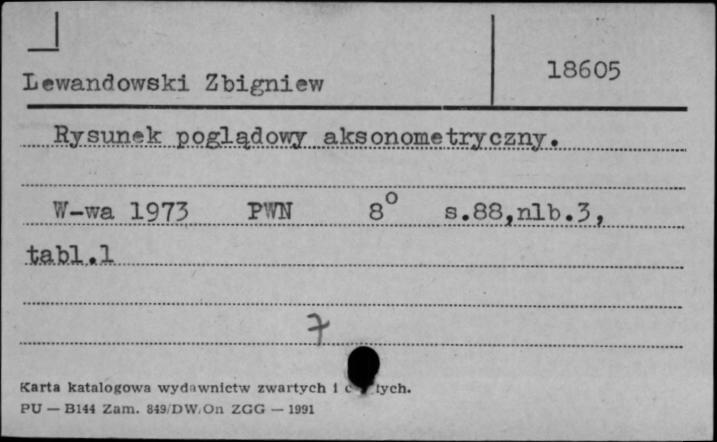 Lewandowski Zbigniew
18605
Rysunek poglądowy aksonometryczny.
W-wa 1973 PWN 8° s.88,nlb.3,
tabl.1
7
Karta katalogowa wydawnictw zwartych i
PU — B144 Zam. 849/DW/On ZGG — 1991